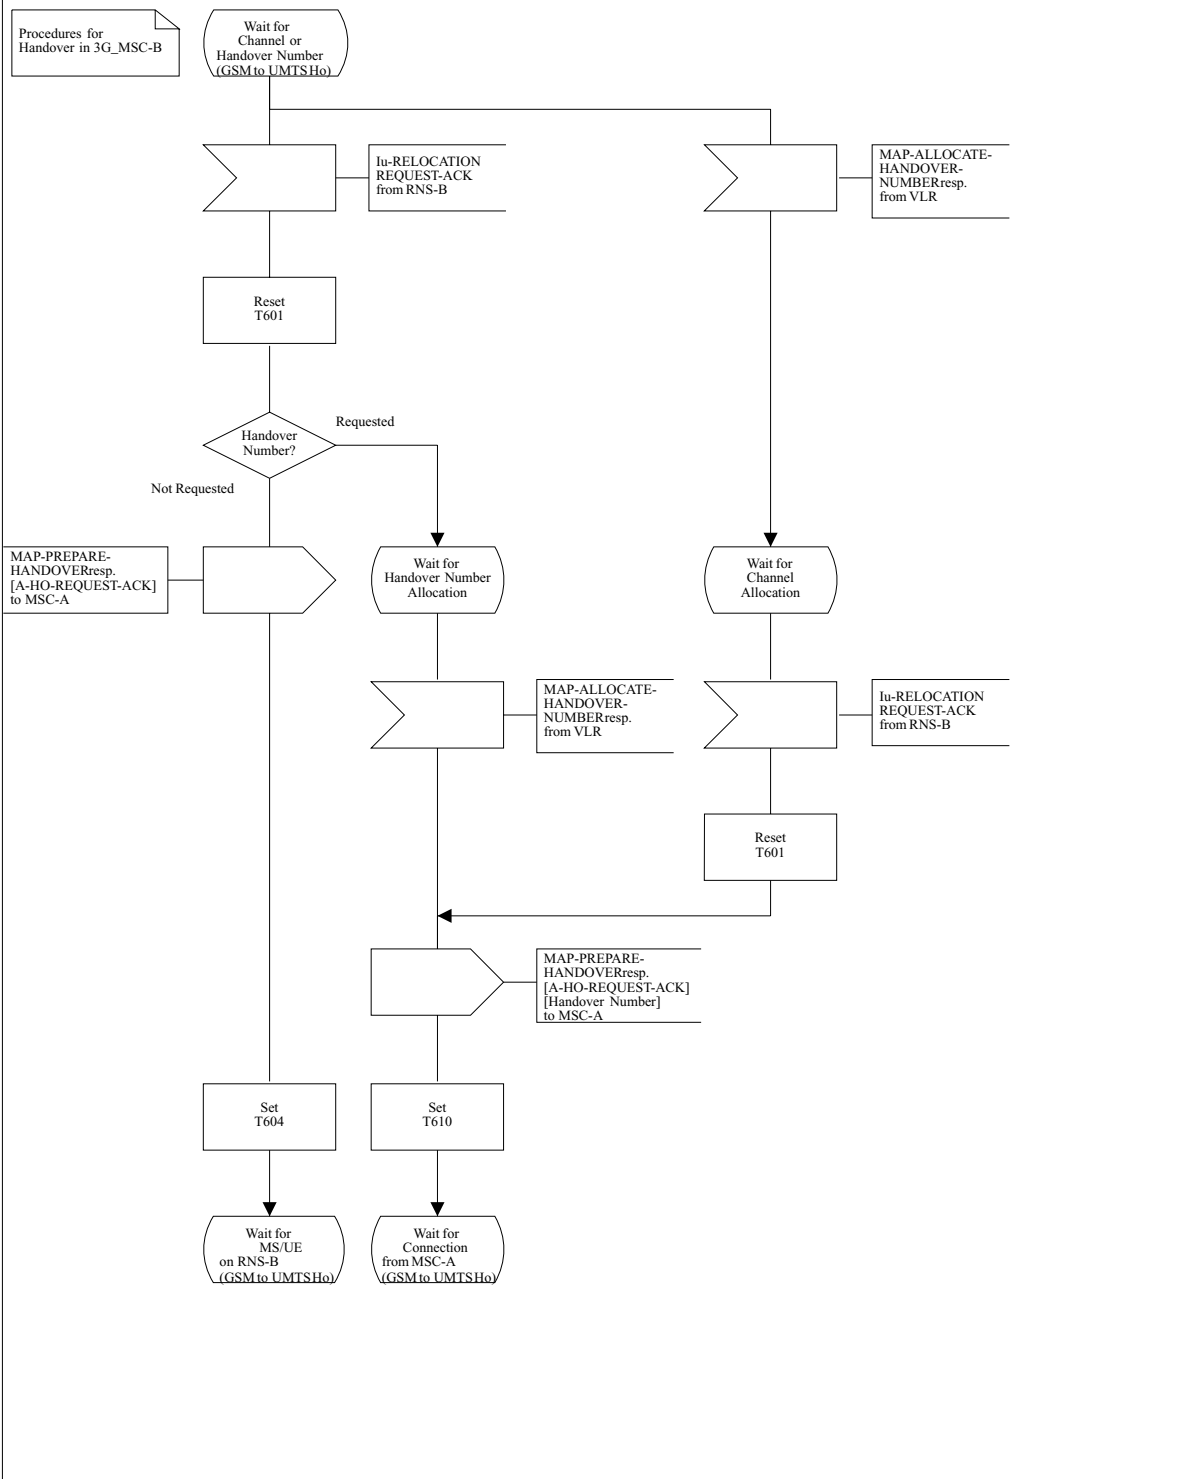 Procedures for
Handover in 3G_MSC-B
Wait for
Channel or
Handover Number
(GSM to UMTS Ho)
Iu-RELOCATION
REQUEST-ACK
from RNS-B
MAP-ALLOCATE-
HANDOVER-
NUMBERresp.
from VLR
Reset
T601
Handover
Number?
Requested
Not Requested
MAP-PREPARE-
HANDOVERresp.
[A-HO-REQUEST-ACK]
to MSC-A
Wait for
Handover Number
Allocation
Wait for
Channel
Allocation
MAP-ALLOCATE-
HANDOVER-
NUMBERresp.
from VLR
Iu-RELOCATION
REQUEST-ACK
from RNS-B
Reset
T601
MAP-PREPARE-
HANDOVERresp.
[A-HO-REQUEST-ACK]
[Handover Number]
to MSC-A
Set
T604
Set
T610
Wait for
MS/UE
on RNS-B
(GSM to UMTS Ho)
Wait for
Connection
from MSC-A
(GSM to UMTS Ho)